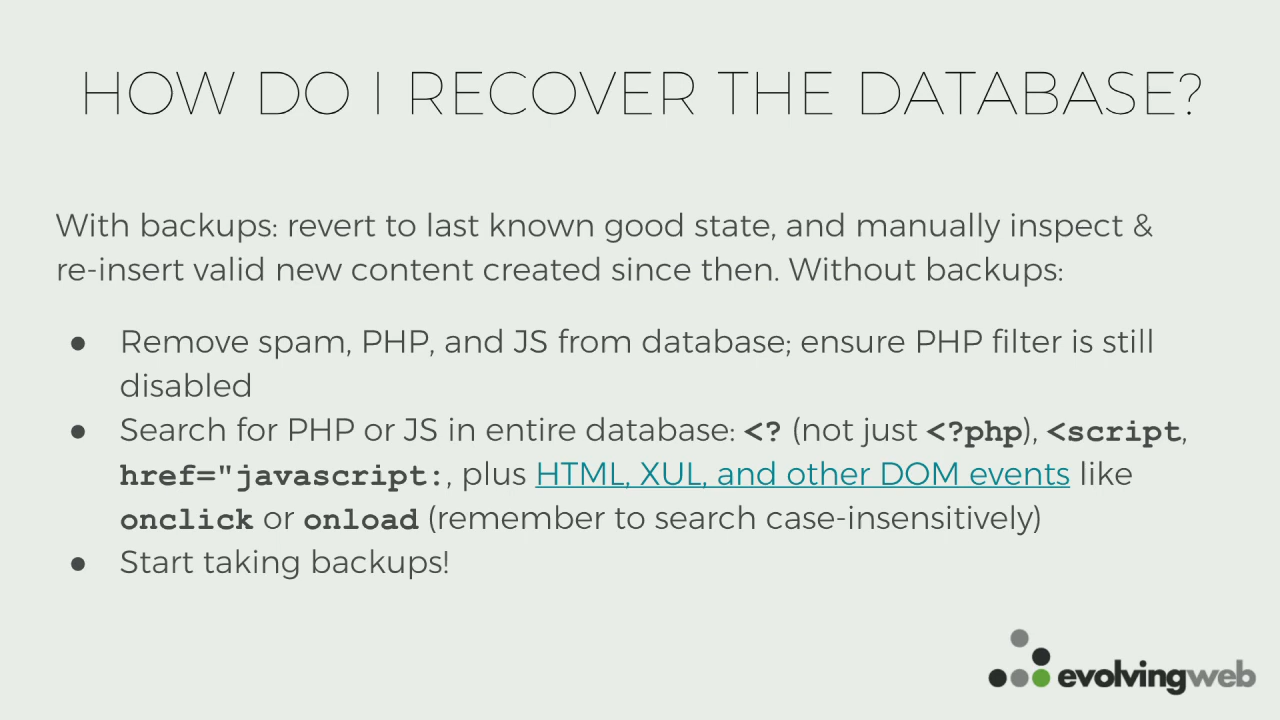 HOW DO I RECOVER THE DATABASE?
With backups: revert to last known good state, and manually inspect &
re-insert valid new content created since then. Without backups:
● Remove spam, PHP, and JS from database; ensure PHP filter is still
disabled
● Search for PHP or JS in entire database: <? (not just <?php), <script,
href="javascript:, plus HTML, XUL, and other DOM events like
onclick or onload (remember to search case-insensitively)
● Start taking backups!
evolvingweb